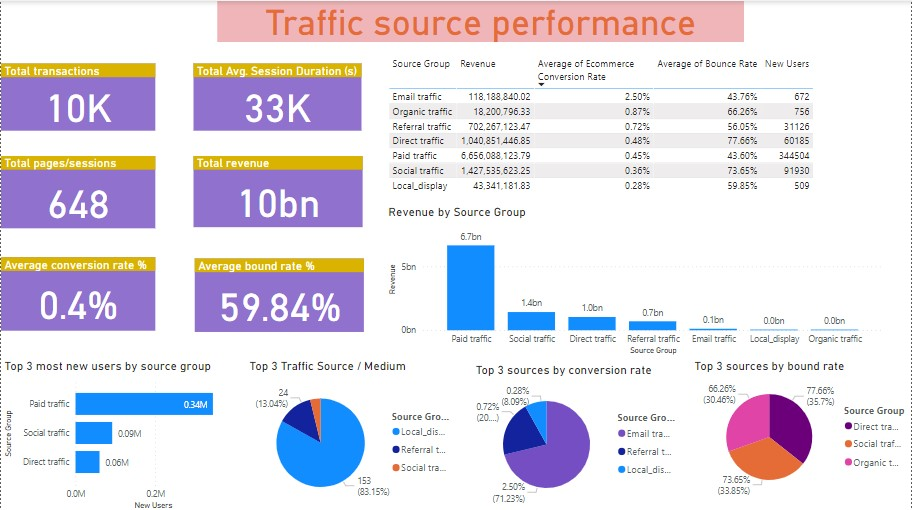 Traffic source performance
Total transactions
10K
Total Avg. Session Duration (s)
33K
Total pages/sessions
648
Total revenue
10bn
Average conversion rate %
0.4%
Average bound rate %
59.84%
Source Group Revenue Average of Ecommerce Conversion Rate Average of Bounce Rate New Users
Email traffic 118,188,840.02 2.50% 43.76% 672
Organic traffic 18,200,796.33 0.87% 66.26% 756
Referral traffic 702,267,123.47 0.72% 56.05% 31126
Direct traffic 1,040,851,446.85 0.48% 77.66% 60185
Paid traffic 6,656,088,123.79 0.45% 43.60% 344504
Social traffic 1,427,535,623.25 0.36% 73.65% 91930
Local_display 43,341,181.83 0.28% 59.85% 509
Revenue by Source Group
Revenue
5bn
0bn
6.7bn
1.4bn
1.0bn
0.7bn
0.1bn
0.0bn
0.0bn
Paid traffic Social traffic Direct traffic Referral traffic Email traffic Local_display Organic traffic
Source Group
Top 3 most new users by source group
Source Group
Paid traffic 0.34M
Social traffic 0.09M
Direct traffic 0.06M
0.0M 0.2M
New Users
Top 3 Traffic Source / Medium
24
(13.04%)
153
(83.15%)
Source Gro...
Local_dis...
Referral t...
Social tra...
Top 3 sources by conversion rate
0.28%
(8.09%)
0.72%
(20...)
2.50%
(71.23%)
Source Gro...
Email tra...
Referral t...
Local_dis...
Top 3 sources by bound rate
66.26%
(30.46%)
77.66%
(35.7%)
73.65%
(33.85%)
Source Group
Direct tra...
Social traf...
Organic t...